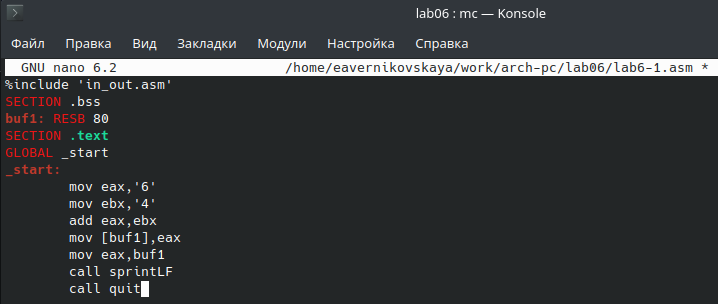 lab06 : mc — Konsole
Файл Правка Вид Закладки Модули Настройка Справка
GNU nano 6.2 /home/eavernikovskaya/work/arch-pc/lab06/lab6-1.asm *
%include 'in_out.asm'
SECTION .bss
buf1: RESB 80
SECTION .text
GLOBAL _start
_start:
mov eax,'6'
mov ebx,'4'
add eax,ebx
mov [buf1],eax
mov eax,buf1
call sprintLF
call quit